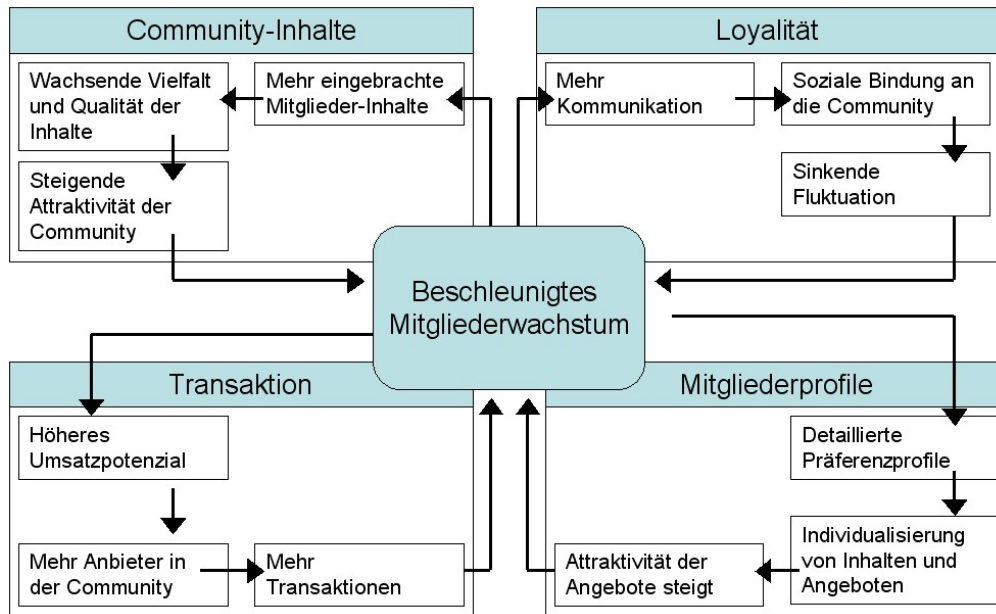 Community-Inhalte
Wachsende Vielfalt
und Qualität der
Inhalte
Mehr eingebrachte
Mitglieder-Inhalte
Steigende
Attraktivität der
Community
Loyalität
Mehr
Kommunikation
Soziale Bindung an
die Community
Sinkende
Fluktuation
Beschleunigtes
Mitgliederwachstum
Transaktion
Höheres
Umsatzpotenzial
Mehr Anbieter in
der Community
Mehr
Transaktionen
Mitgliederprofile
Detaillierte
Präferenzprofile
Individualisierung
von Inhalten und
Angeboten
Attraktivität der
Angebote steigt